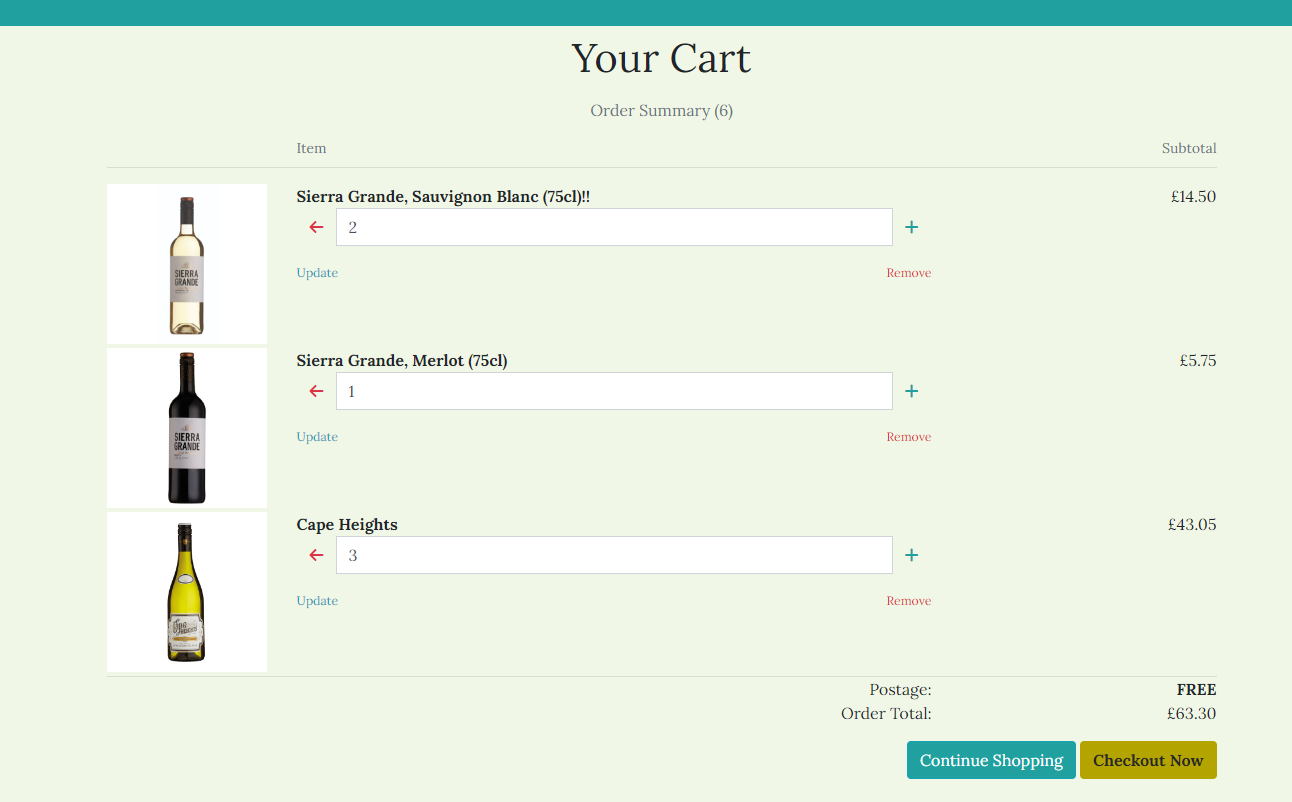 Your Cart
Order Summary (6)
Item Subtotal
Sierra Grande, Sauvignon Blanc (75cl)!! £14.50
2
Update Remove
SIERRA
GRANDE
Sierra Grande, Merlot (75cl) £5.75
1
Update Remove
SIERRA
GRANDE
Cape Heights £43.05
3
Update Remove
Postage: FREE
Order Total: £63.30
Continue Shopping Checkout Now